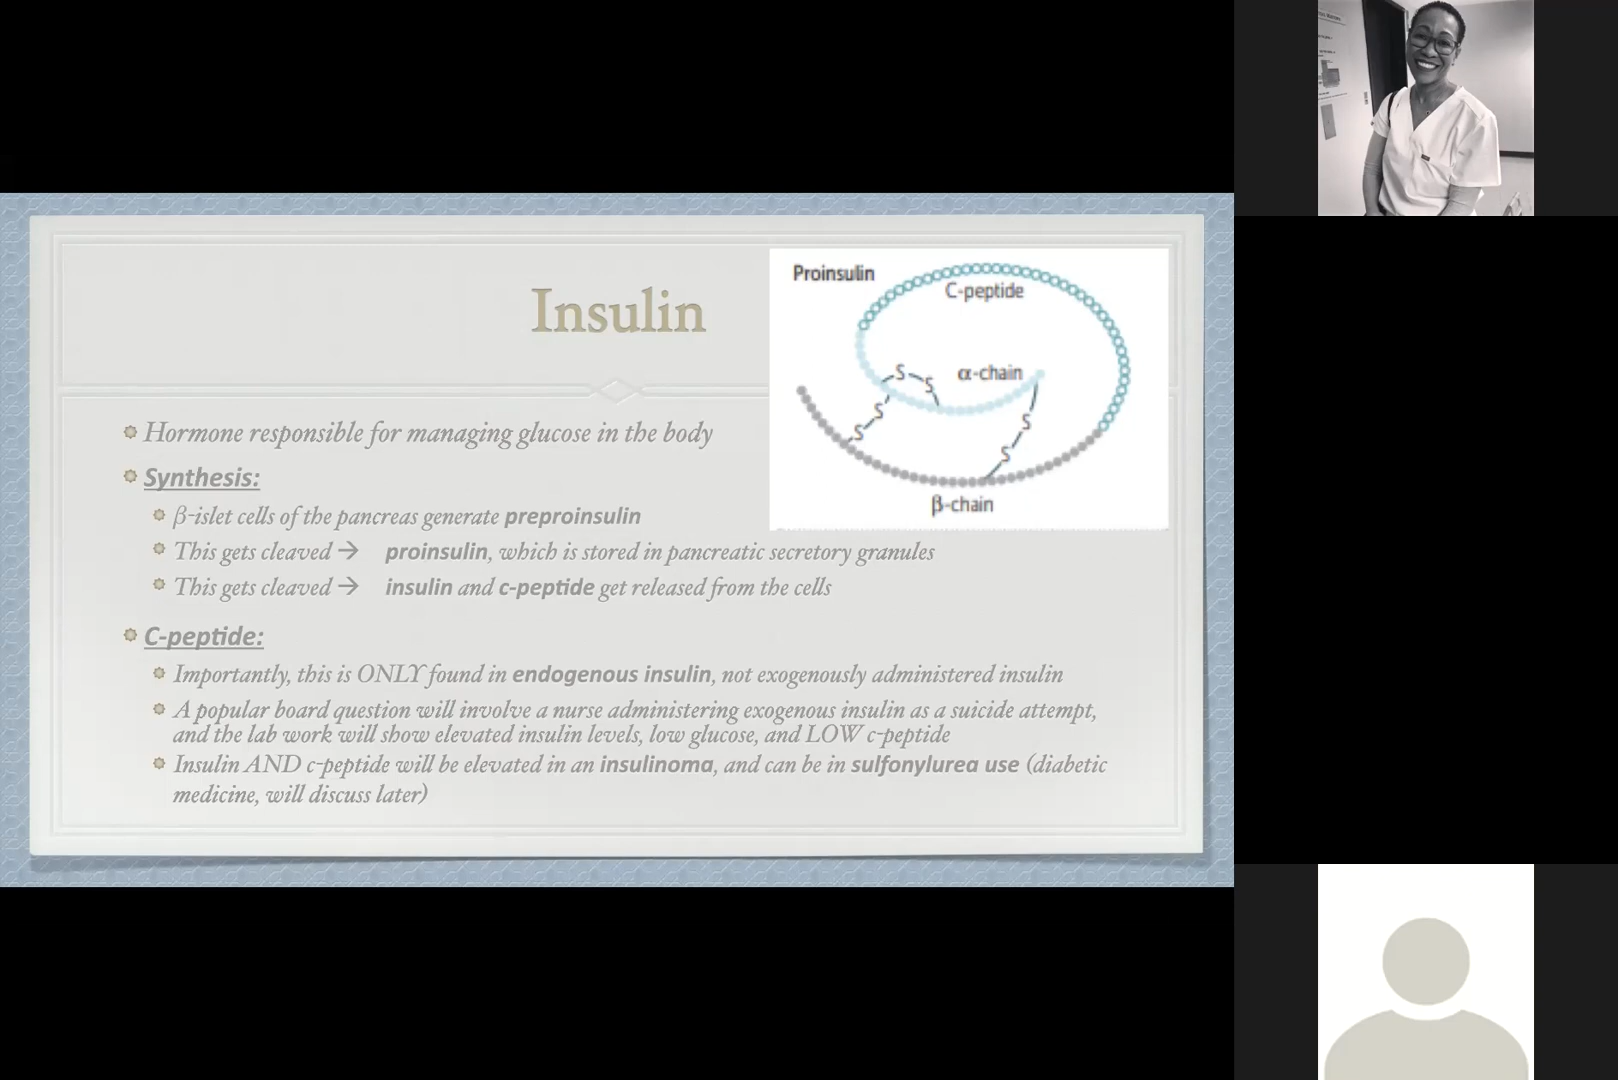 Insulin
Proinsulin
C-peptide
S
S
α-chain
S
S
S
S
β-chain
Hormone responsible for managing glucose in the body
Synthesis:
β-islet cells of the pancreas generate preproinsulin
This gets cleaved → proinsulin, which is stored in pancreatic secretory granules
This gets cleaved → insulin and c-peptide get released from the cells
C-peptide:
Importantly, this is ONLY found in endogenous insulin, not exogenously administered insulin
A popular board question will involve a nurse administering exogenous insulin as a suicide attempt,
and the lab work will show elevated insulin levels, low glucose, and LOW c-peptide
Insulin AND c-peptide will be elevated in an insulinoma, and can be in sulfonylurea use (diabetic
medicine, will discuss later)